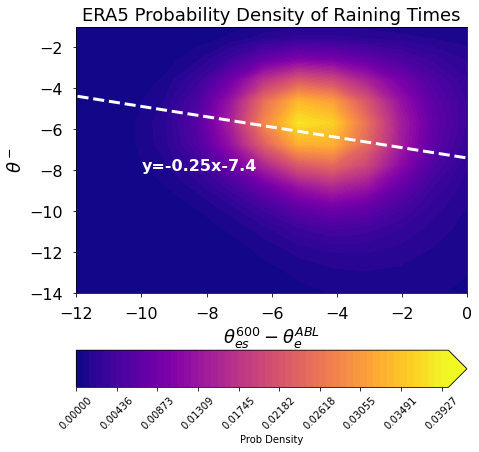 ERA5 Probability Density of Raining Times
−2
−4
−6
−8
−10
−12
−14
θ⁻
y=-0.25x-7.4
−12 −10 −8 −6 −4 −2 0
θ_{es}^{600} − θ_e^{ABL}
0.00000 0.00436 0.00873 0.01309 0.01745 0.02182 0.02618 0.03055 0.03491 0.03927
Prob Density